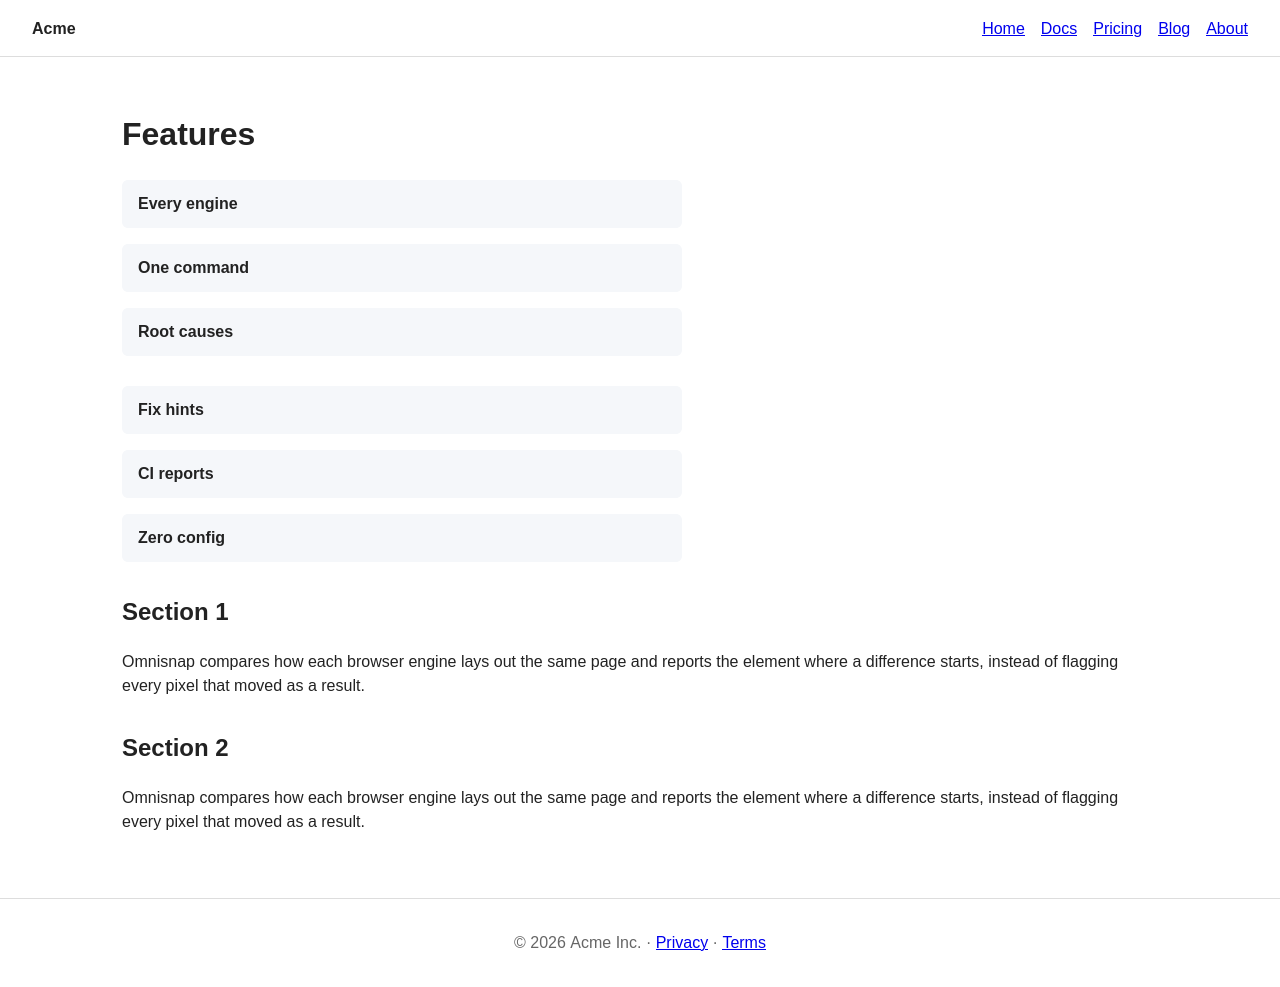 Acme
Home Docs Pricing Blog About
Features
Every engine
One command
Root causes
Fix hints
CI reports
Zero config
Section 1
Omnisnap compares how each browser engine lays out the same page and reports the element where a difference starts, instead of flagging
every pixel that moved as a result.
Section 2
Omnisnap compares how each browser engine lays out the same page and reports the element where a difference starts, instead of flagging
every pixel that moved as a result.
© 2026 Acme Inc. · Privacy · Terms